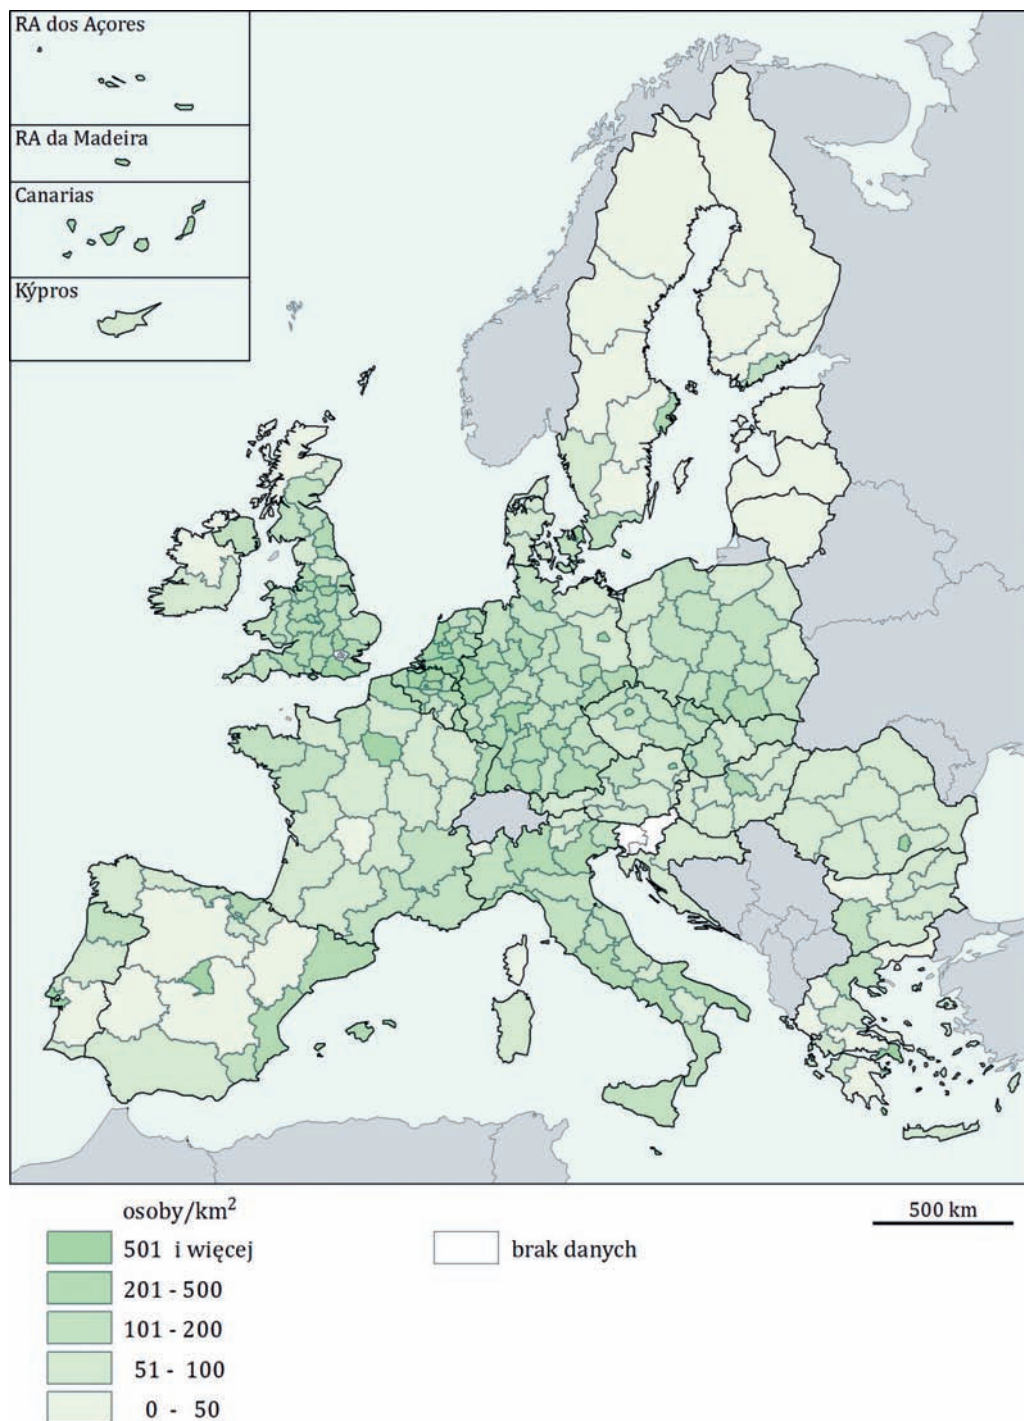 RA dos Açores
RA da Madeira
Canarias
Kýpros
osoby/km²
500 km
501 i więcej
brak danych
201 - 500
101 - 200
51 - 100
0 - 50